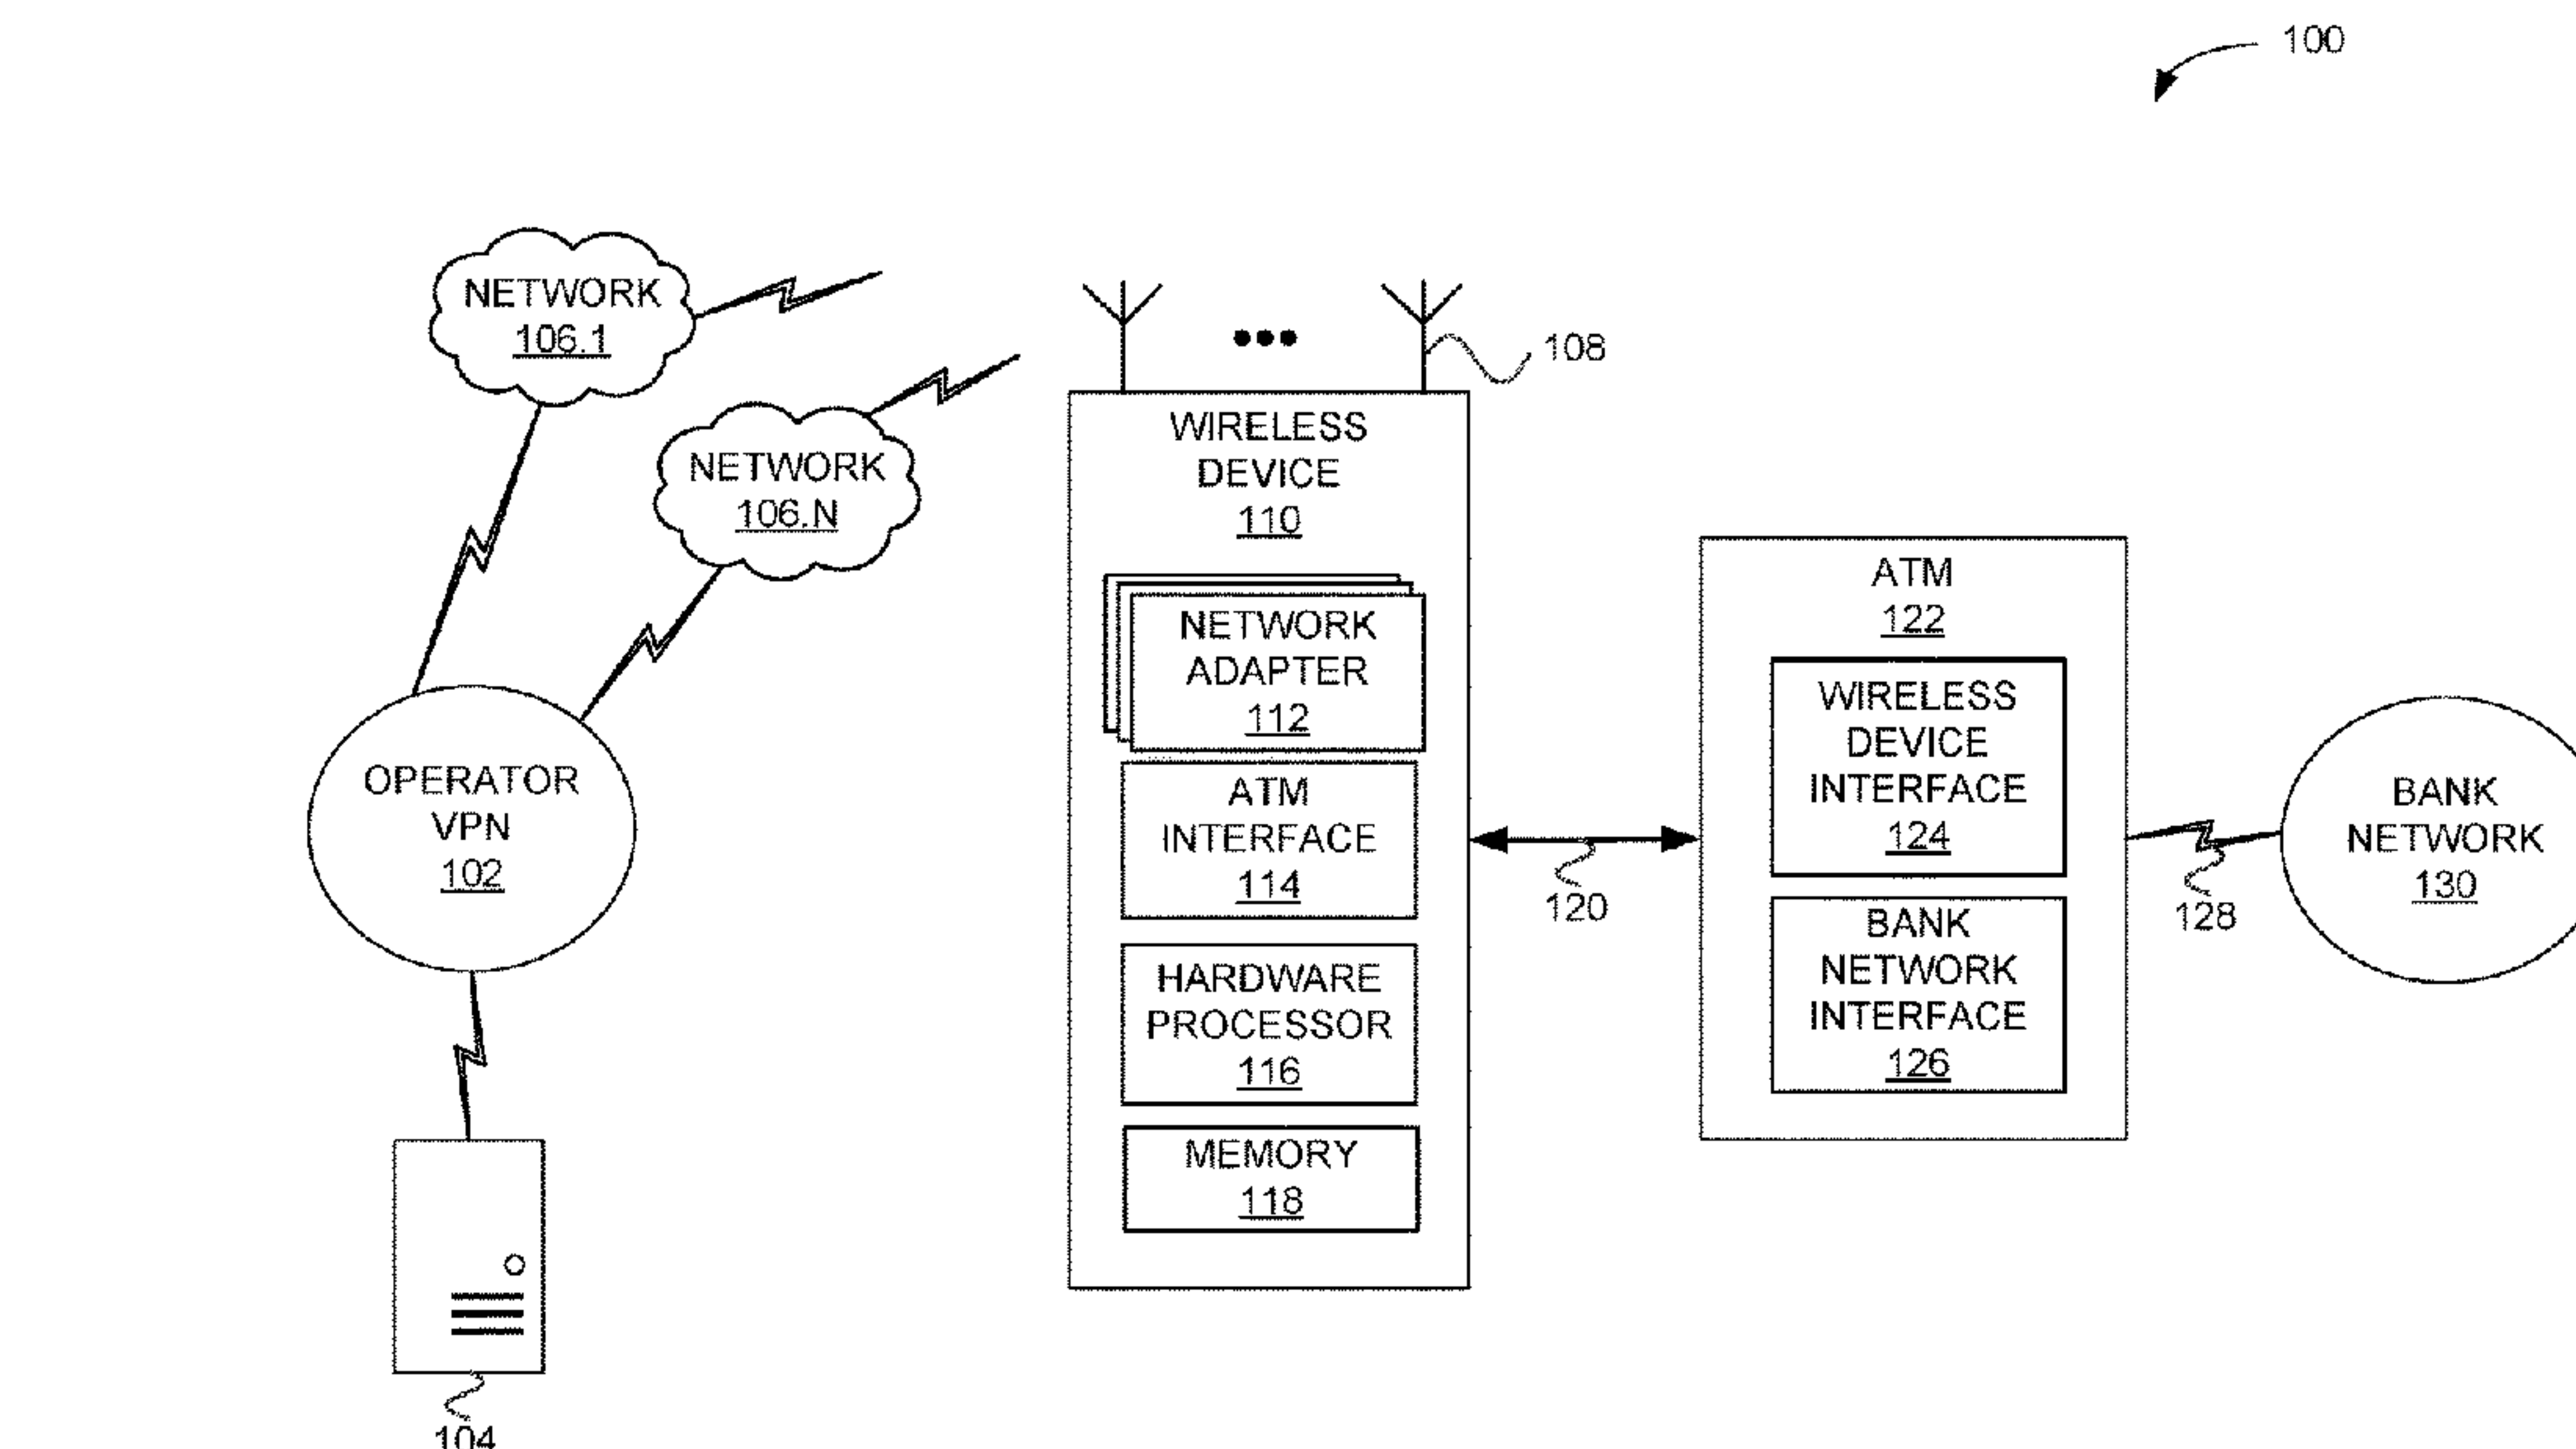 100
NETWORK
106.1
108
NETWORK
106.N
WIRELESS
DEVICE
110
NETWORK
ADAPTER
112
ATM
INTERFACE
114
HARDWARE
PROCESSOR
116
MEMORY
118
OPERATOR
VPN
102
104
120
ATM
122
WIRELESS
DEVICE
INTERFACE
124
BANK
NETWORK
INTERFACE
126
128
BANK
NETWORK
130